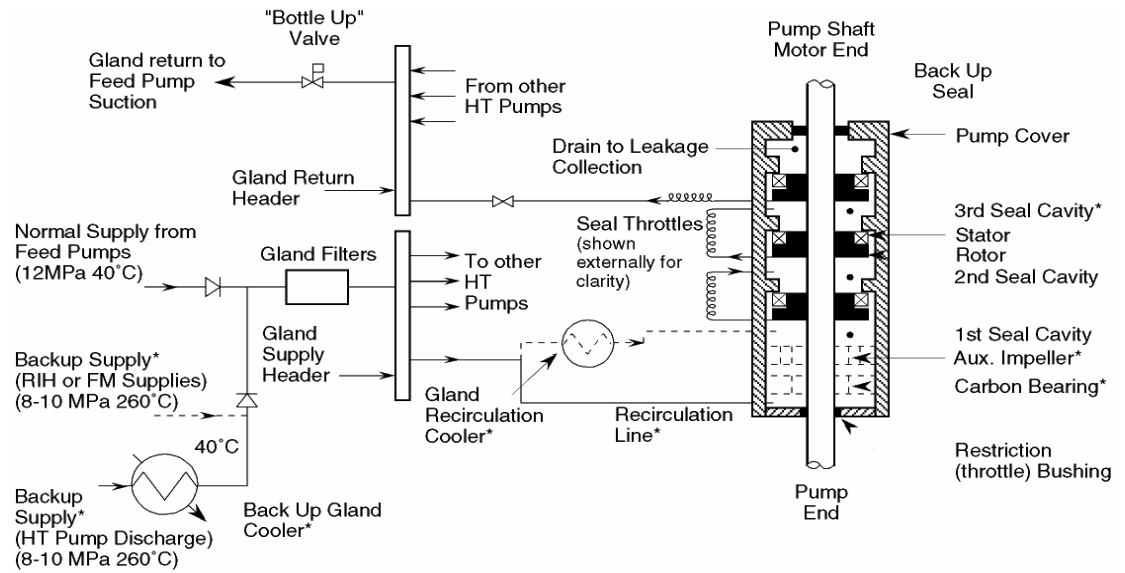 "Bottle Up"
Valve
Gland return to
Feed Pump
Suction
From other
HT Pumps
Pump Shaft
Motor End
Back Up
Seal
Pump Cover
Drain to Leakage
Collection
Gland Return
Header
Normal Supply from
Feed Pumps
(12MPa 40˚C)
Gland Filters
To other
HT
Pumps
Seal Throttles
(shown
externally for
clarity)
3rd Seal Cavity*
Stator
Rotor
2nd Seal Cavity
Gland
Supply
Header
1st Seal Cavity
Aux. Impeller*
Carbon Bearing*
Backup Supply*
(RIH or FM Supplies)
(8-10 MPa 260˚C)
Gland
Recirculation
Cooler*
Recirculation
Line*
40˚C
Restriction
(throttle) Bushing
Pump
End
Backup
Supply*
(HT Pump Discharge)
(8-10 MPa 260˚C)
Back Up Gland
Cooler*